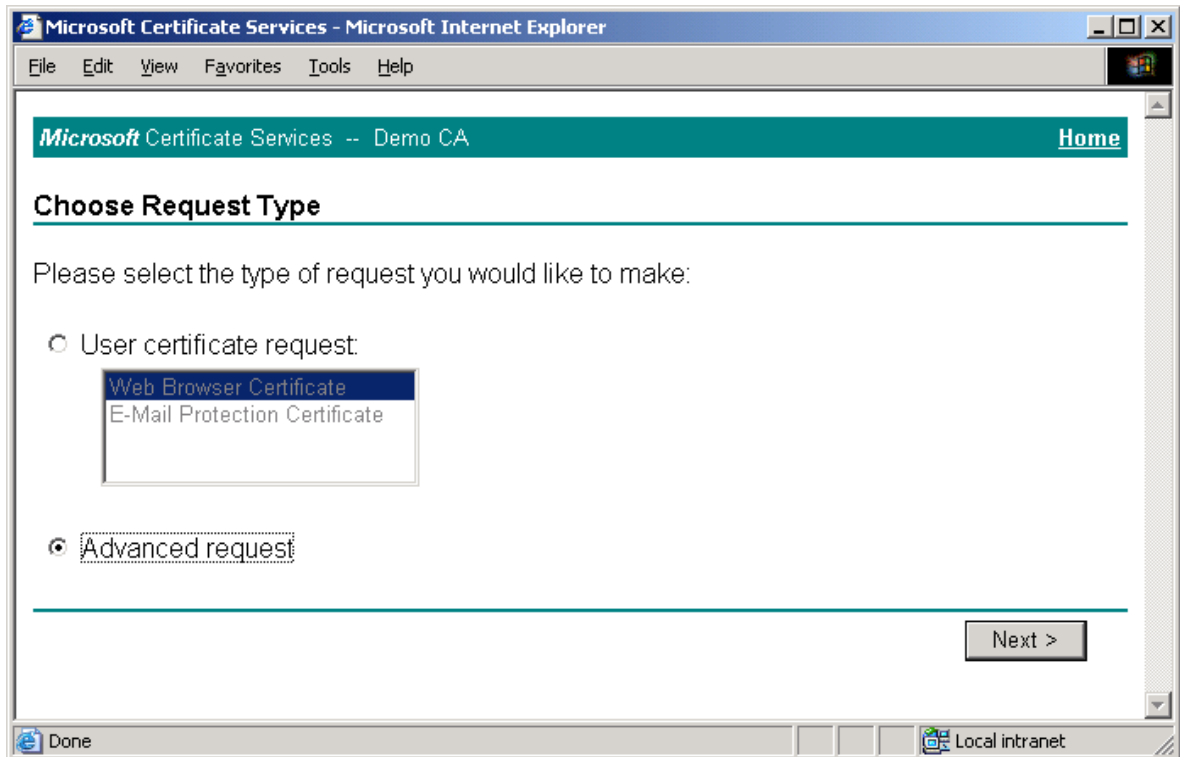 Microsoft Certificate Services - Microsoft Internet Explorer
File Edit View Favorites Tools Help
Microsoft Certificate Services -- Demo CA Home
Choose Request Type
Please select the type of request you would like to make:
User certificate request:
Web Browser Certificate
E-Mail Protection Certificate
Advanced request
Next >
Done Local intranet